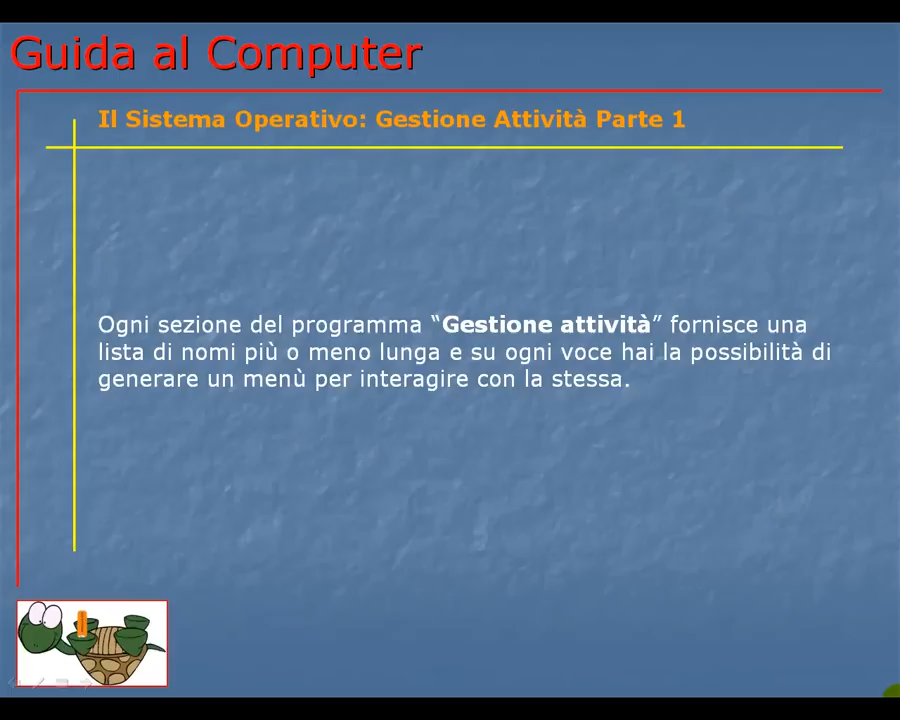 Guida al Computer
Il Sistema Operativo: Gestione Attività Parte 1
Ogni sezione del programma “Gestione attività” fornisce una
lista di nomi più o meno lunga e su ogni voce hai la possibilità di
generare un menù per interagire con la stessa.